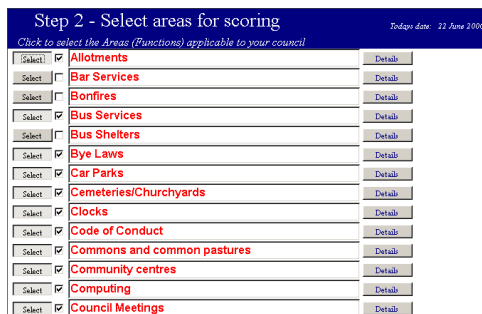 Step 2 - Select areas for scoring
Todays date: 22 June 200
Click to select the Areas (Functions) applicable to your council
Select Allotments Details
Select Bar Services Details
Select Bonfires Details
Select Bus Services Details
Select Bus Shelters Details
Select Bye Laws Details
Select Car Parks Details
Select Cemeteries/Churchyards Details
Select Clocks Details
Select Code of Conduct Details
Select Commons and common pastures Details
Select Community centres Details
Select Computing Details
Select Council Meetings Details